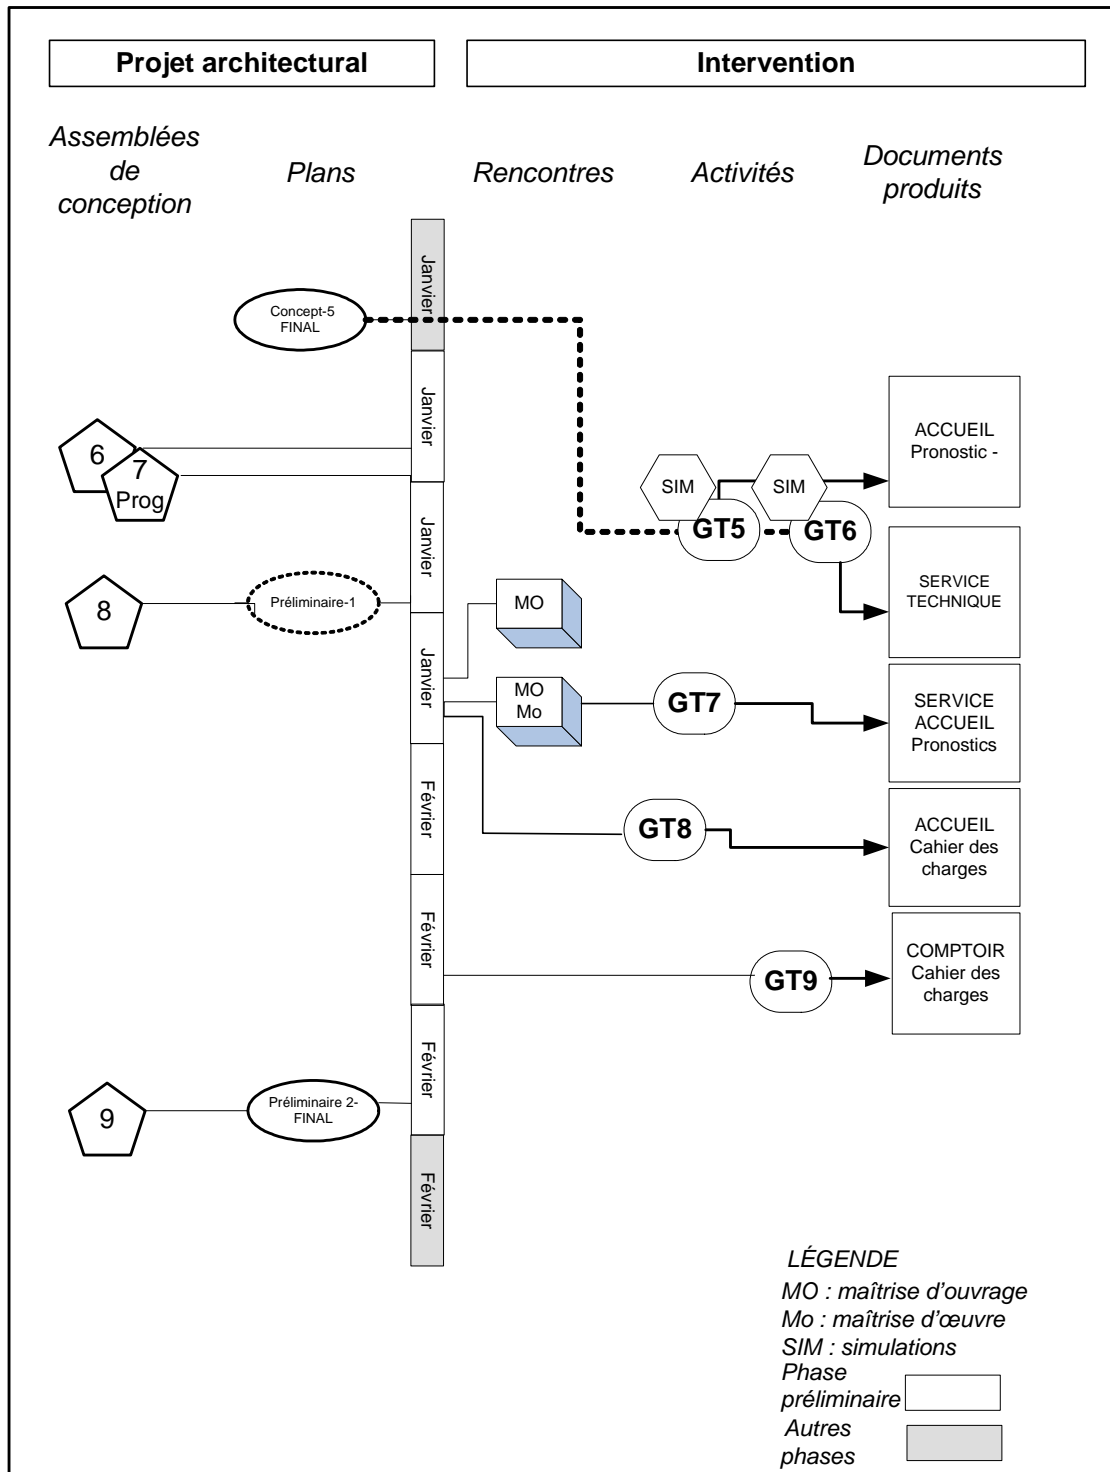 Projet architectural
Intervention
Assemblées
de
conception
Plans
Rencontres
Activités
Documents
produits
Janvier
Concept-5
FINAL
Janvier
6
7
Prog
ACCUEIL
Pronostic -
SIM
SIM
GT5
GT6
Janvier
8
Préliminaire-1
MO
SERVICE
TECHNIQUE
Janvier
MO
Mo
GT7
SERVICE
ACCUEIL
Pronostics
Février
GT8
ACCUEIL
Cahier des
charges
Février
GT9
COMPTOIR
Cahier des
charges
Février
9
Préliminaire 2-
FINAL
Février
LÉGENDE
MO : maîtrise d'ouvrage
Mo : maîtrise d'œuvre
SIM : simulations
Phase
préliminaire
Autres
phases